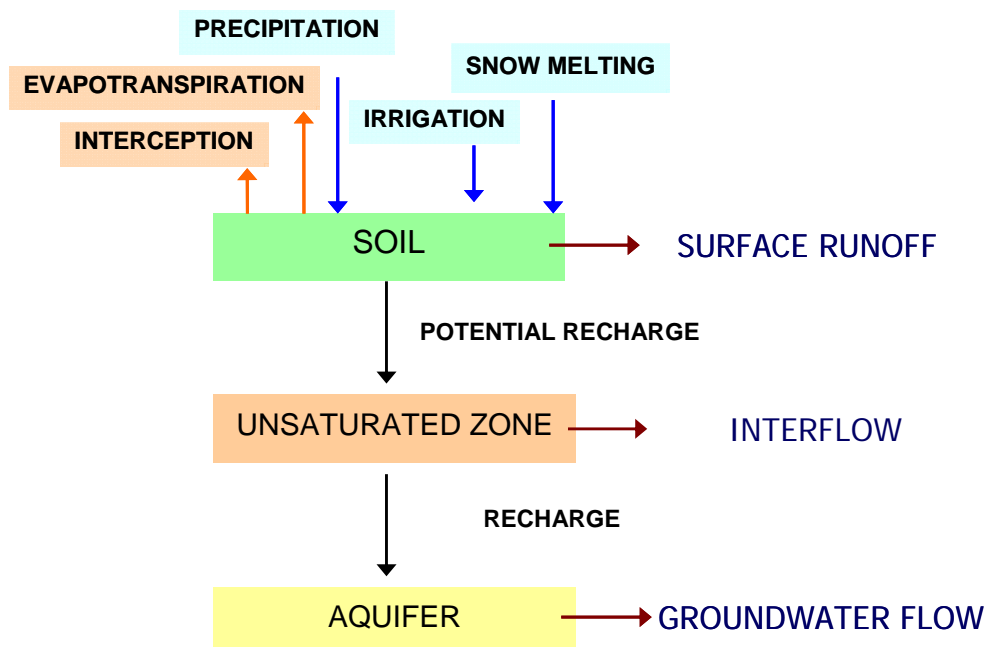 PRECIPITATION
SNOW MELTING
EVAPOTRANSPIRATION
IRRIGATION
INTERCEPTION
SOIL
SURFACE RUNOFF
POTENTIAL RECHARGE
UNSATURATED ZONE
INTERFLOW
RECHARGE
AQUIFER
GROUNDWATER FLOW